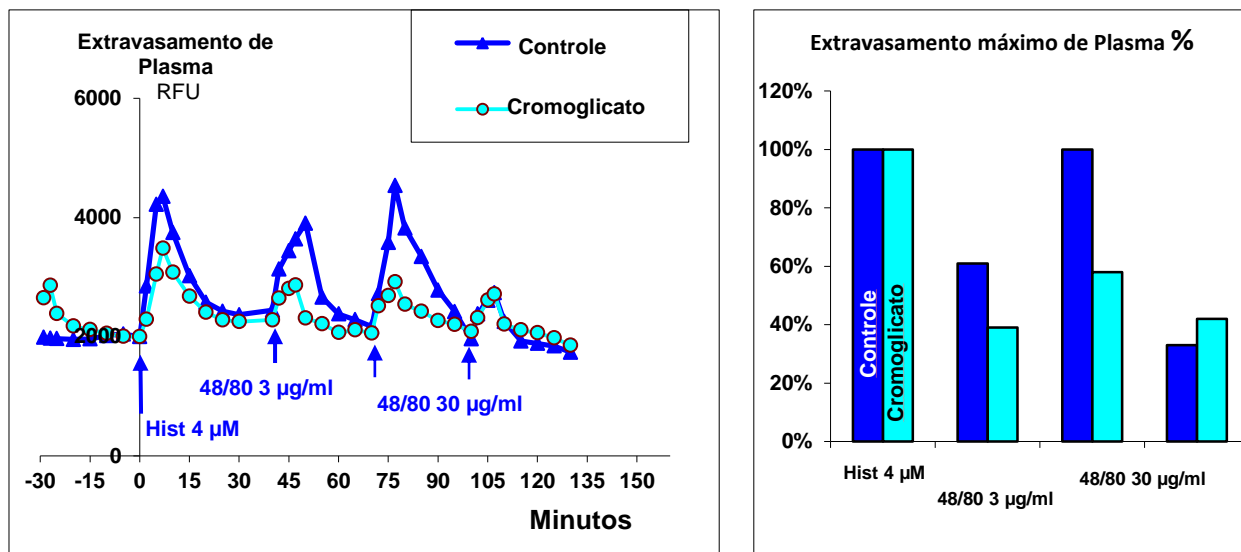 Extravasamento de
Plasma
RFU
Controle
Cromoglicato
6000
4000
2000
0
48/80 3 µg/ml
48/80 30 µg/ml
Hist 4 µM
-30 -15 0 15 30 45 60 75 90 105 120 135 150
Minutos
Extravasamento máximo de Plasma %
120%
100%
80%
60%
40%
20%
0%
Controle
Cromoglicato
Hist 4 µM
48/80 3 µg/ml
48/80 30 µg/ml